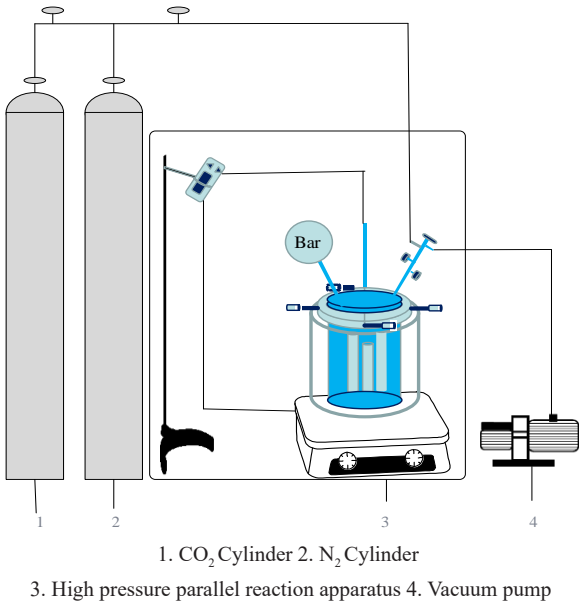 Bar
1 2 3 4
1. CO₂ Cylinder 2. N₂ Cylinder
3. High pressure parallel reaction apparatus 4. Vacuum pump